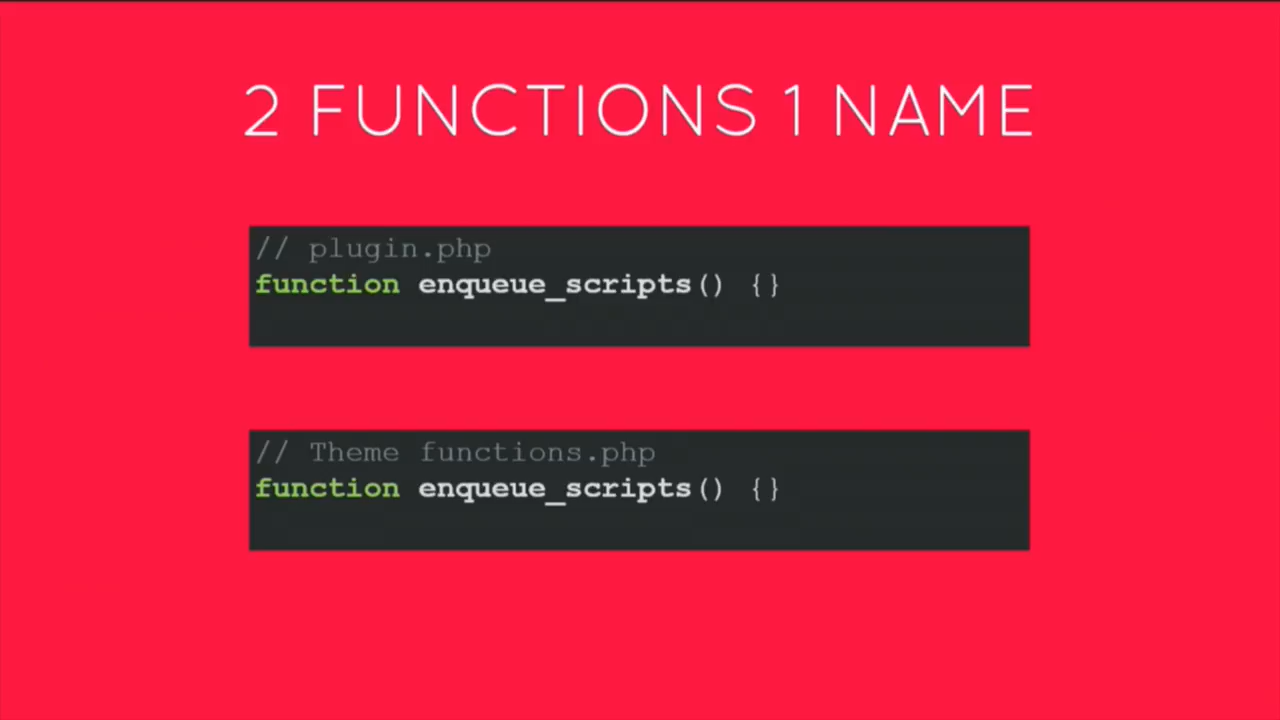 2 FUNCTIONS 1 NAME
// plugin.php
function enqueue_scripts() {}
// Theme functions.php
function enqueue_scripts() {}